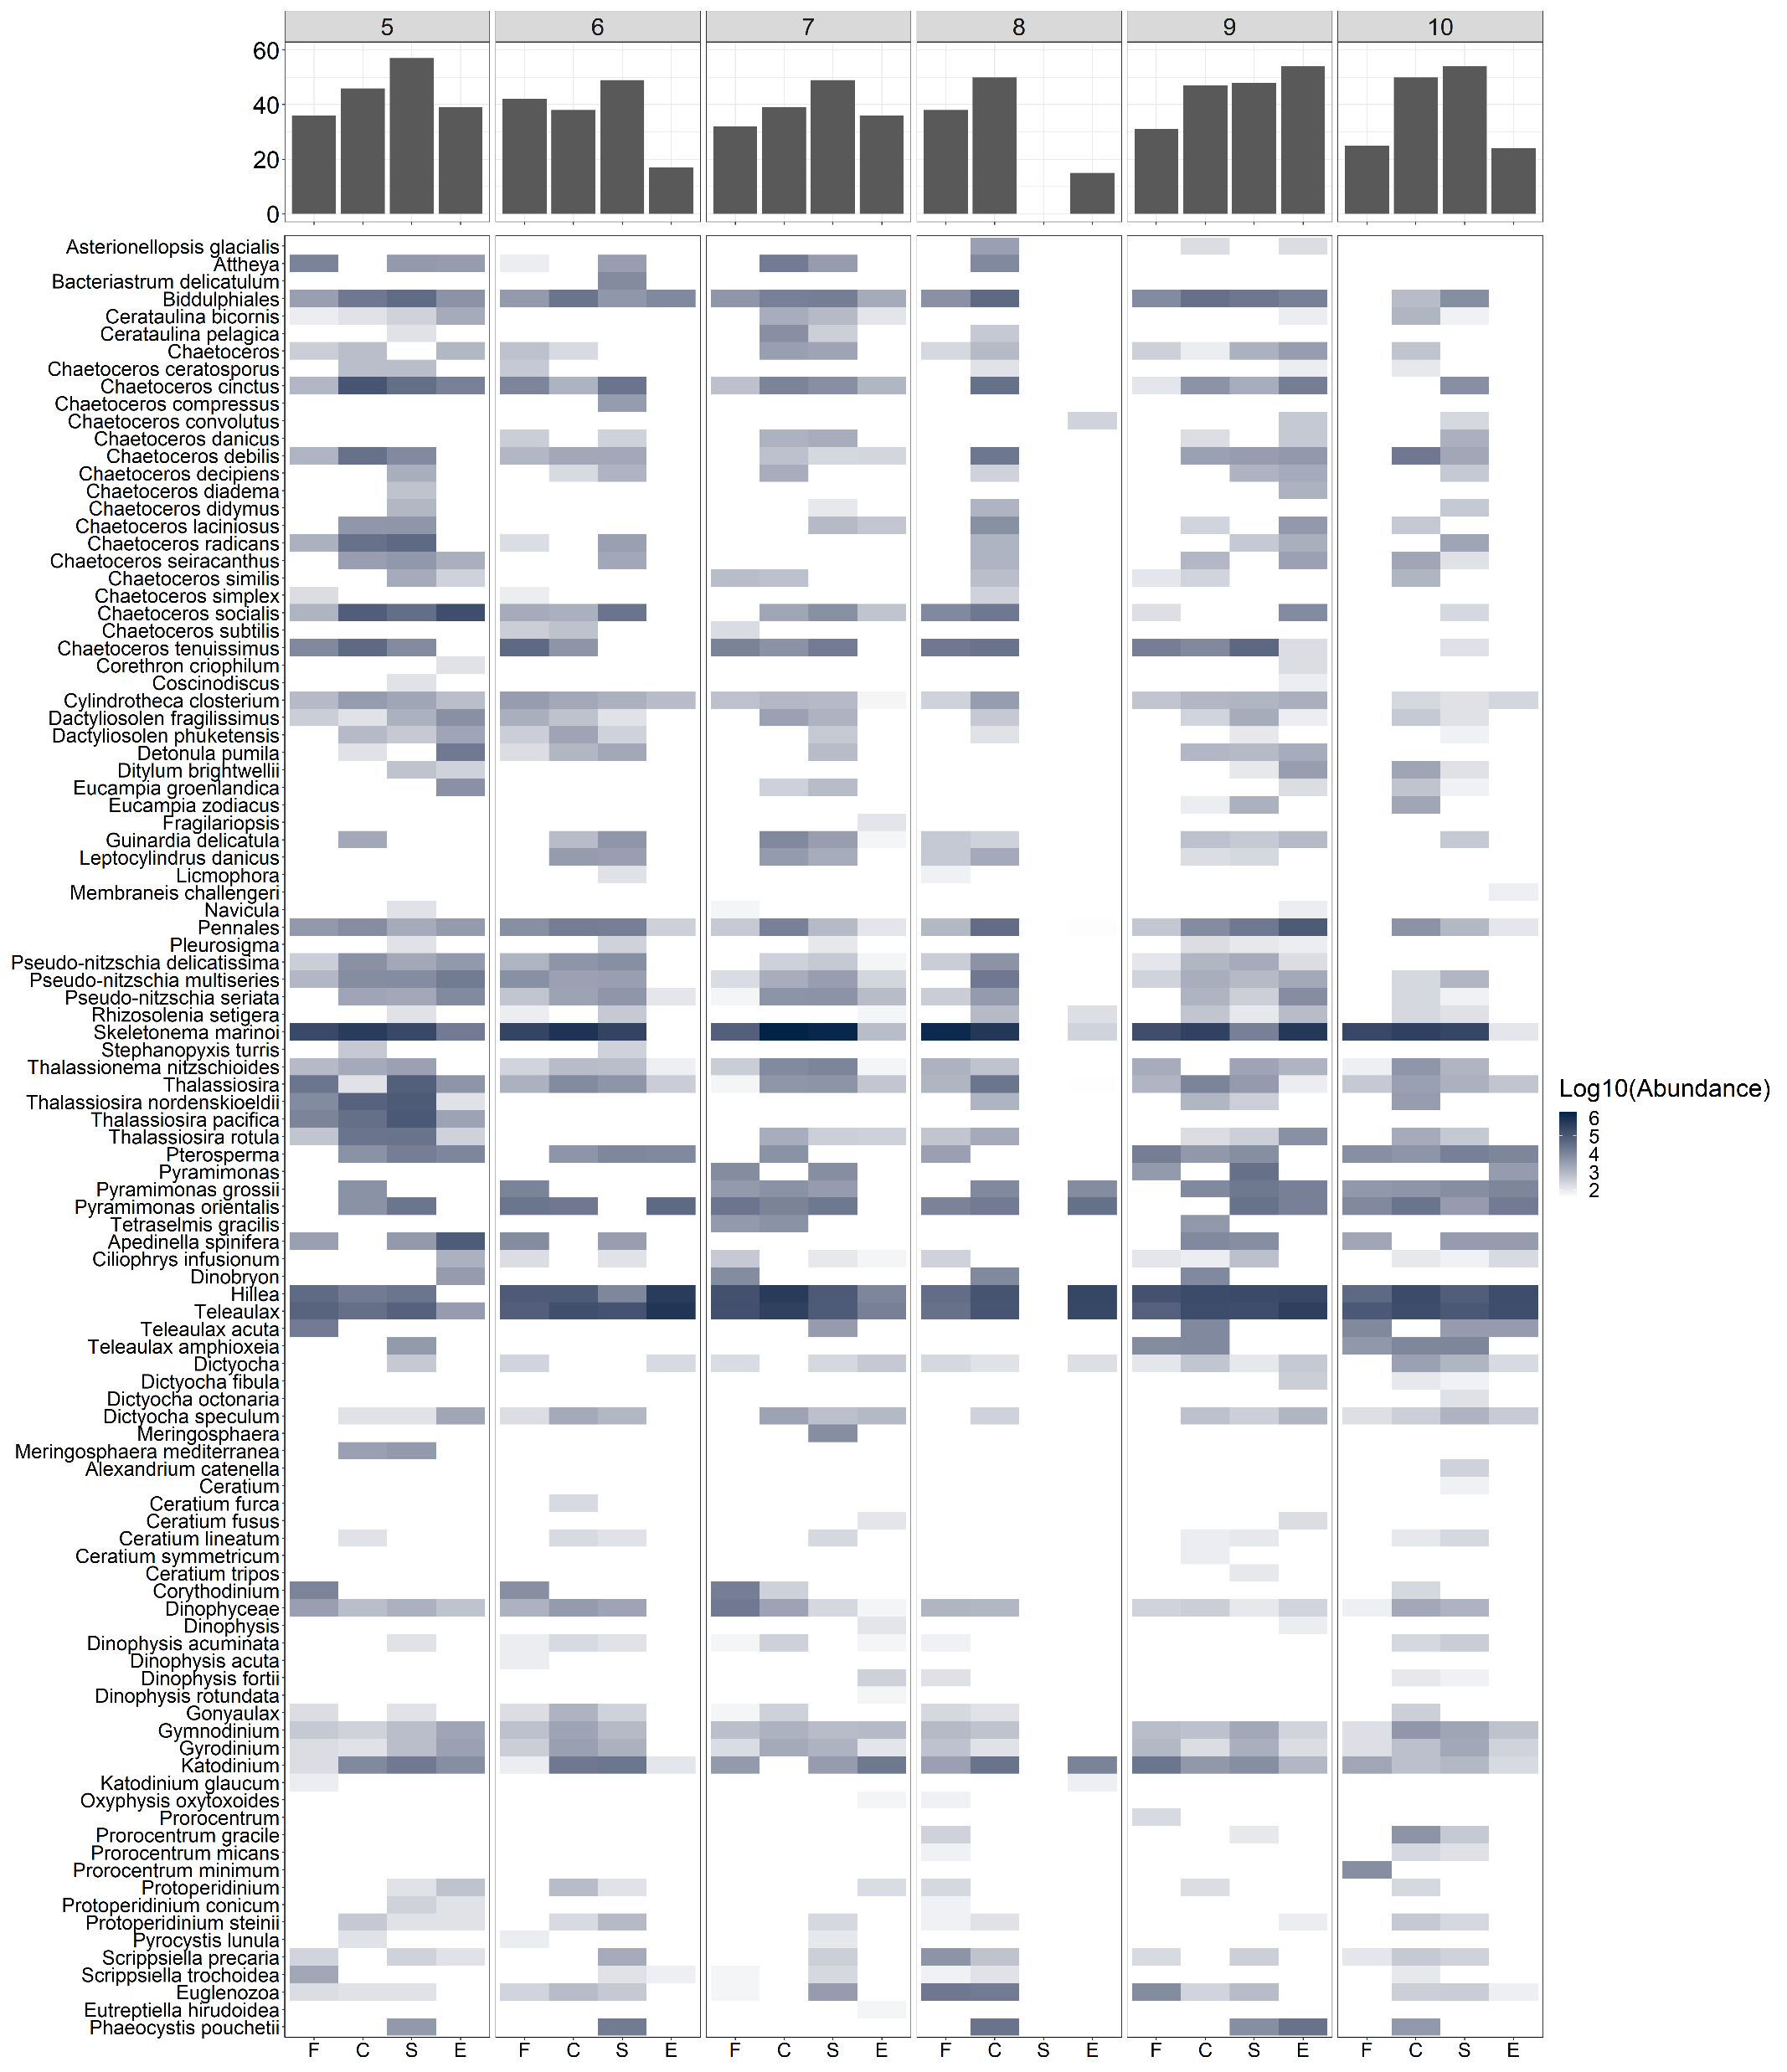 5 6 7 8 9 10
60
40
20
0
Asterionellopsis glacialis
Attheya
Bacteriastrum delicatulum
Biddulphiales
Cerataulina bicornis
Cerataulina pelagica
Chaetoceros
Chaetoceros ceratosporus
Chaetoceros cinctus
Chaetoceros compressus
Chaetoceros convolutus
Chaetoceros danicus
Chaetoceros debilis
Chaetoceros decipiens
Chaetoceros diadema
Chaetoceros didymus
Chaetoceros laciniosus
Chaetoceros radicans
Chaetoceros seiracanthus
Chaetoceros similis
Chaetoceros simplex
Chaetoceros socialis
Chaetoceros subtilis
Chaetoceros tenuissimus
Corethron criophilum
Coscinodiscus
Cylindrotheca closterium
Dactyliosolen fragilissimus
Dactyliosolen phuketensis
Detonula pumila
Ditylum brightwellii
Eucampia groenlandica
Eucampia zodiacus
Fragilariopsis
Guinardia delicatula
Leptocylindrus danicus
Licmophora
Membraneis challengeri
Navicula
Pennales
Pleurosigma
Pseudo-nitzschia delicatissima
Pseudo-nitzschia multiseries
Pseudo-nitzschia seriata
Rhizosolenia setigera
Skeletonema marinoi
Stephanopyxis turris
Thalassionema nitzschioides
Thalassiosira
Thalassiosira nordenskioeldii
Thalassiosira pacifica
Thalassiosira rotula
Pterosperma
Pyramimonas
Pyramimonas grossii
Pyramimonas orientalis
Tetraselmis gracilis
Apedinella spinifera
Ciliophrys infusionum
Dinobryon
Hillea
Teleaulax
Teleaulax acuta
Teleaulax amphioxeia
Dictyocha
Dictyocha fibula
Dictyocha octonaria
Dictyocha speculum
Meringosphaera
Meringosphaera mediterranea
Alexandrium catenella
Ceratium
Ceratium furca
Ceratium fusus
Ceratium lineatum
Ceratium symmetricum
Ceratium tripos
Corythodinium
Dinophyceae
Dinophysis
Dinophysis acuminata
Dinophysis acuta
Dinophysis fortii
Dinophysis rotundata
Gonyaulax
Gymnodinium
Gyrodinium
Katodinium
Katodinium glaucum
Oxyphysis oxytoxoides
Prorocentrum
Prorocentrum gracile
Prorocentrum micans
Prorocentrum minimum
Protoperidinium
Protoperidinium conicum
Protoperidinium steinii
Pyrocystis lunula
Scrippsiella precaria
Scrippsiella trochoidea
Euglenozoa
Eutreptiella hirudoidea
Phaeocystis pouchetii
F C S E F C S E F C S E F C S E F C S E F C S E
Log10(Abundance)
6
5
4
3
2